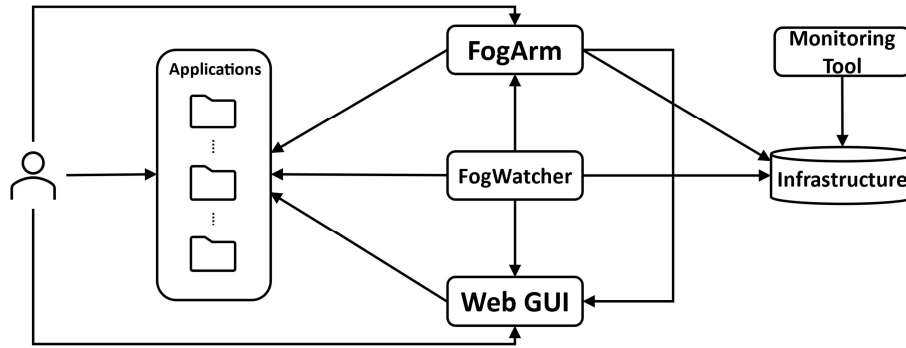 FogArm
Monitoring
Tool
Applications
FogWatcher
Infrastructure
Web GUI